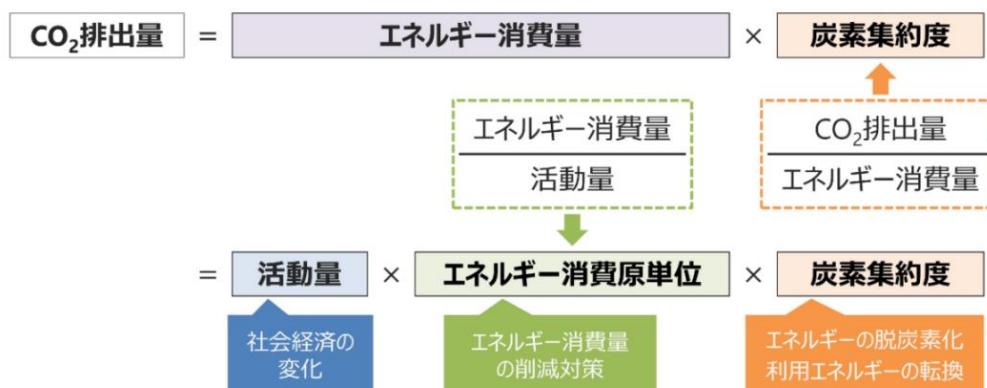 CO₂排出量 = エネルギー消費量 × 炭素集約度
エネルギー消費量
活動量
CO₂排出量
エネルギー消費量
= 活動量 × エネルギー消費原単位 × 炭素集約度
社会経済の
変化
エネルギー消費量
の削減対策
エネルギーの脱炭素化
利用エネルギーの転換